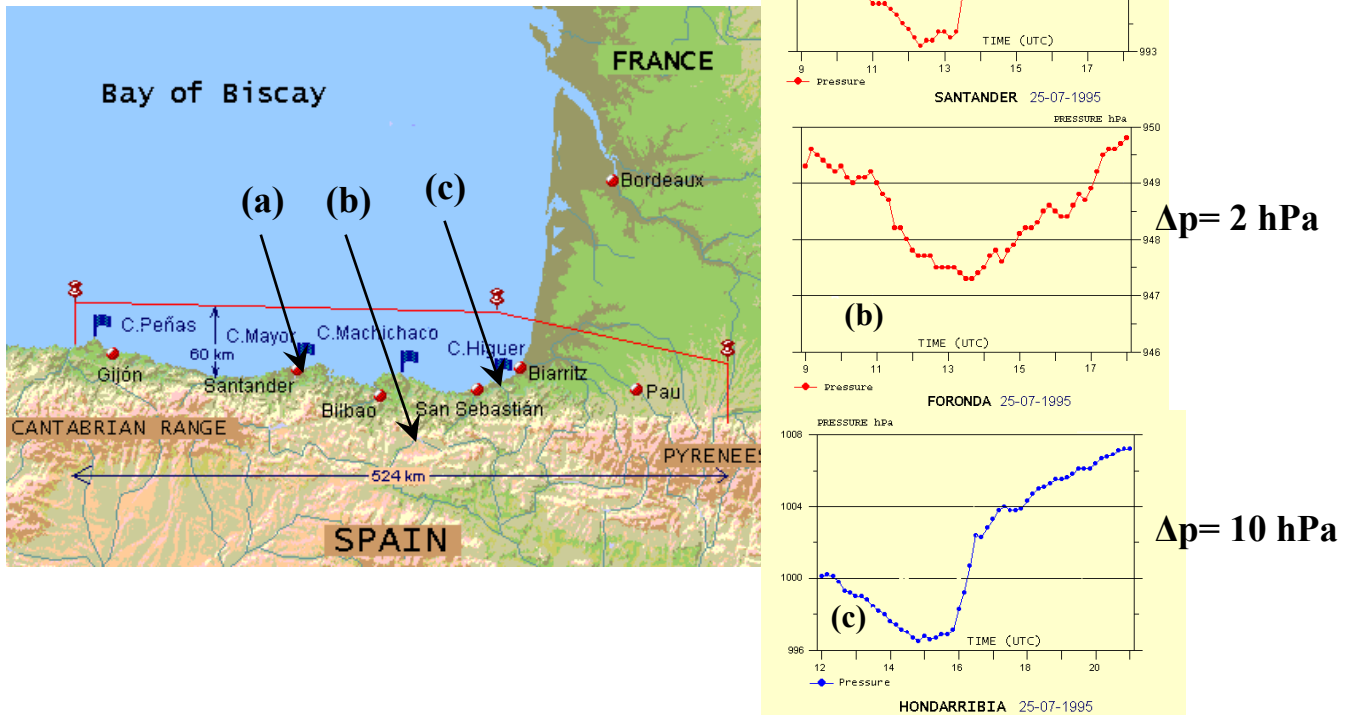 FRANCE
Bay of Biscay
Bordeaux
(a)
(b)
(c)
C.Peñas
C.Mayor
C.Machichaco
C.Higuer
60 km
Gijón
Santander
Bilbao
San Sebastián
Biarritz
Pau
CANTABRIAN RANGE
PYRENEES
524 km
SPAIN
TIME (UTC)
993
9 11 13 15 17
Pressure
SANTANDER 25-07-1995
PRESSURE hPa
950
949
948
947
946
(b)
TIME (UTC)
9 11 13 15 17
Pressure
FORONDA 25-07-1995
Δp= 2 hPa
PRESSURE hPa
1008
1004
1000
996
(c)
TIME (UTC)
12 14 16 18 20
Pressure
HONDARRIBIA 25-07-1995
Δp= 10 hPa